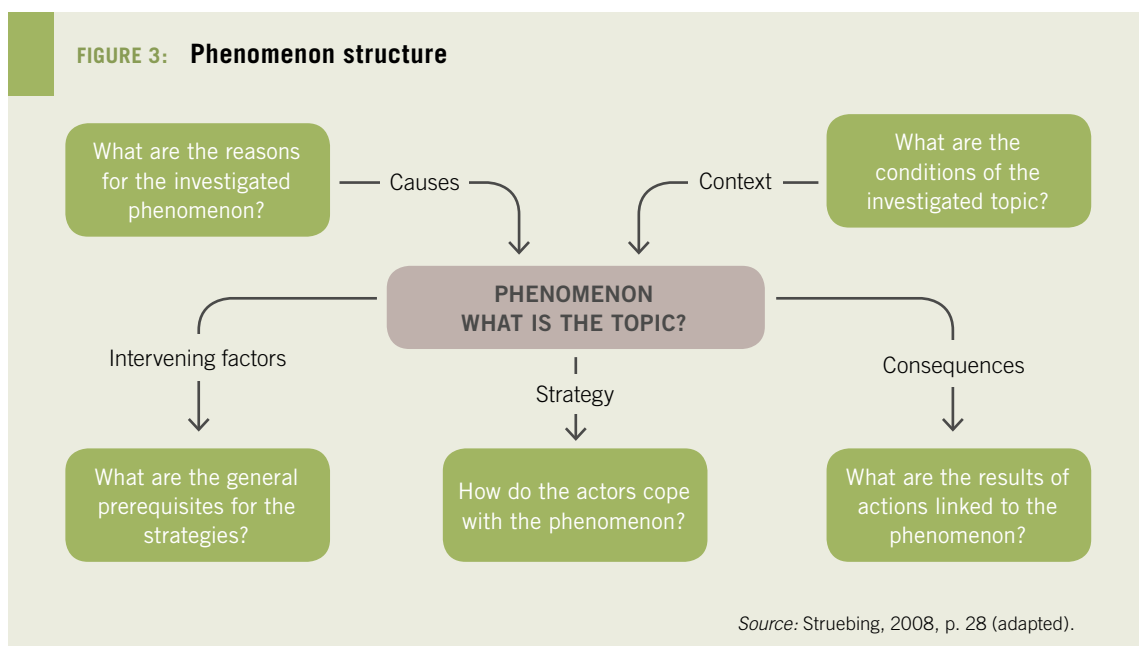 FIGURE 3: Phenomenon structure
What are the reasons
for the investigated
phenomenon?
Causes
Context
What are the
conditions of the
investigated topic?
PHENOMENON
WHAT IS THE TOPIC?
Intervening factors
Strategy
Consequences
What are the general
prerequisites for the
strategies?
How do the actors cope
with the phenomenon?
What are the results of
actions linked to the
phenomenon?
Source: Struebing, 2008, p. 28 (adapted).